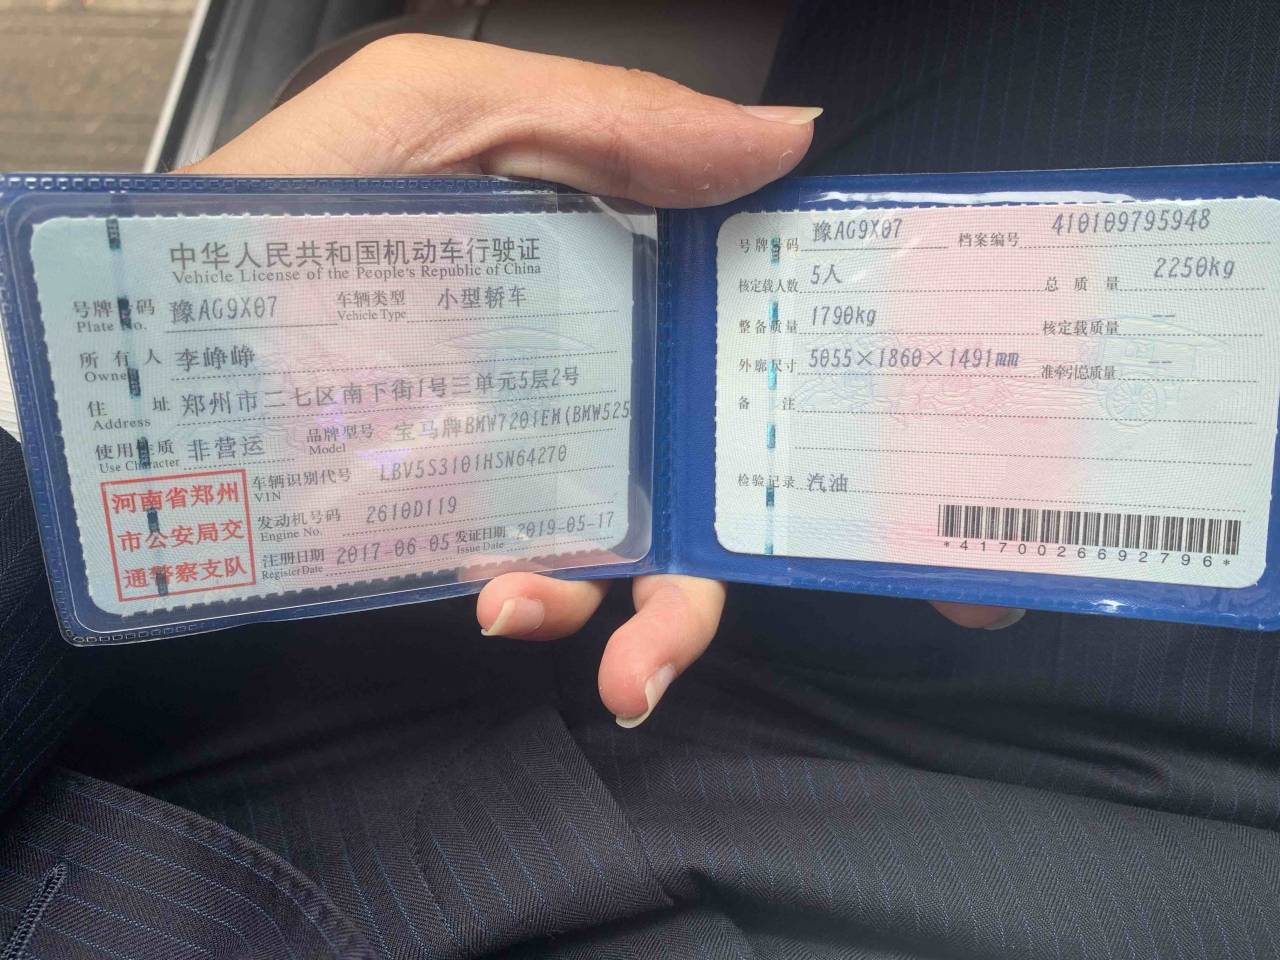 中华人民共和国机动车行驶证
Vehicle License of the People's Republic of China
号牌号码 豫AG9X07 车辆类型 小型轿车
Plate No. Vehicle Type
所有人 李峥峥
Owner
住址 郑州市二七区南下街1号三单元5层2号
Address
使用性质 非营运 品牌型号 宝马牌BMW7201EM(BMW525
Use Character Model
河南省郑州
市公安局交
通警察支队
车辆识别代号 LBV5S3101HSN64270
VIN
发动机号码 2610D119
Engine No.
注册日期 2017-06-05 发证日期 2019-05-17
Register Date Issue Date
号牌号码 豫AG9X07 档案编号 410109795948
核定载人数 5人 总质量 2250kg
整备质量 1790kg 核定载质量 --
外廓尺寸 5055×1860×1491mm 准牵引总质量 --
备注
检验记录 汽油
*4170026692796*